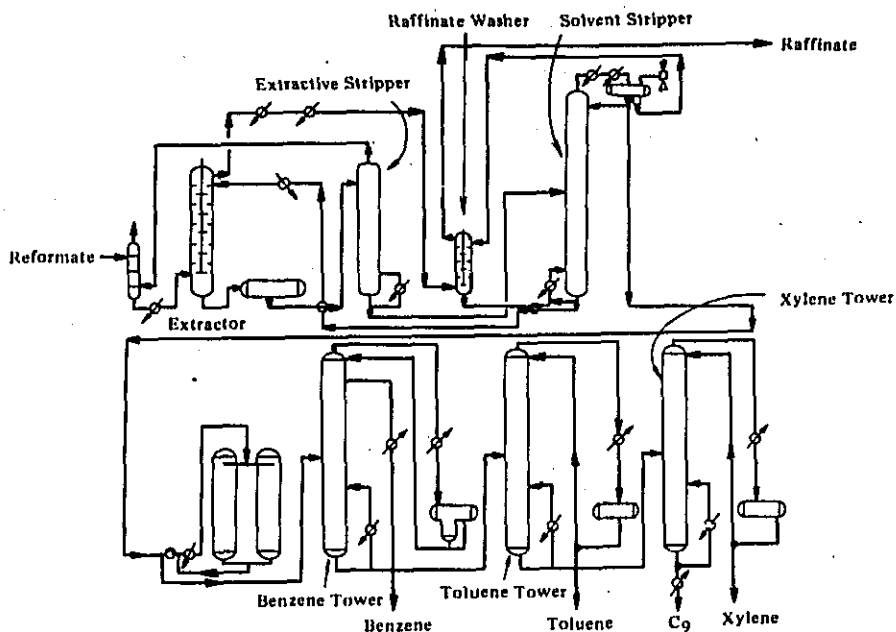 Raffinate Washer
Solvent Stripper
Raffinate
Extractive Stripper
Reformate
Extractor
Xylene Tower
Benzene Tower
Toluene Tower
Benzene
Toluene
C9
Xylene